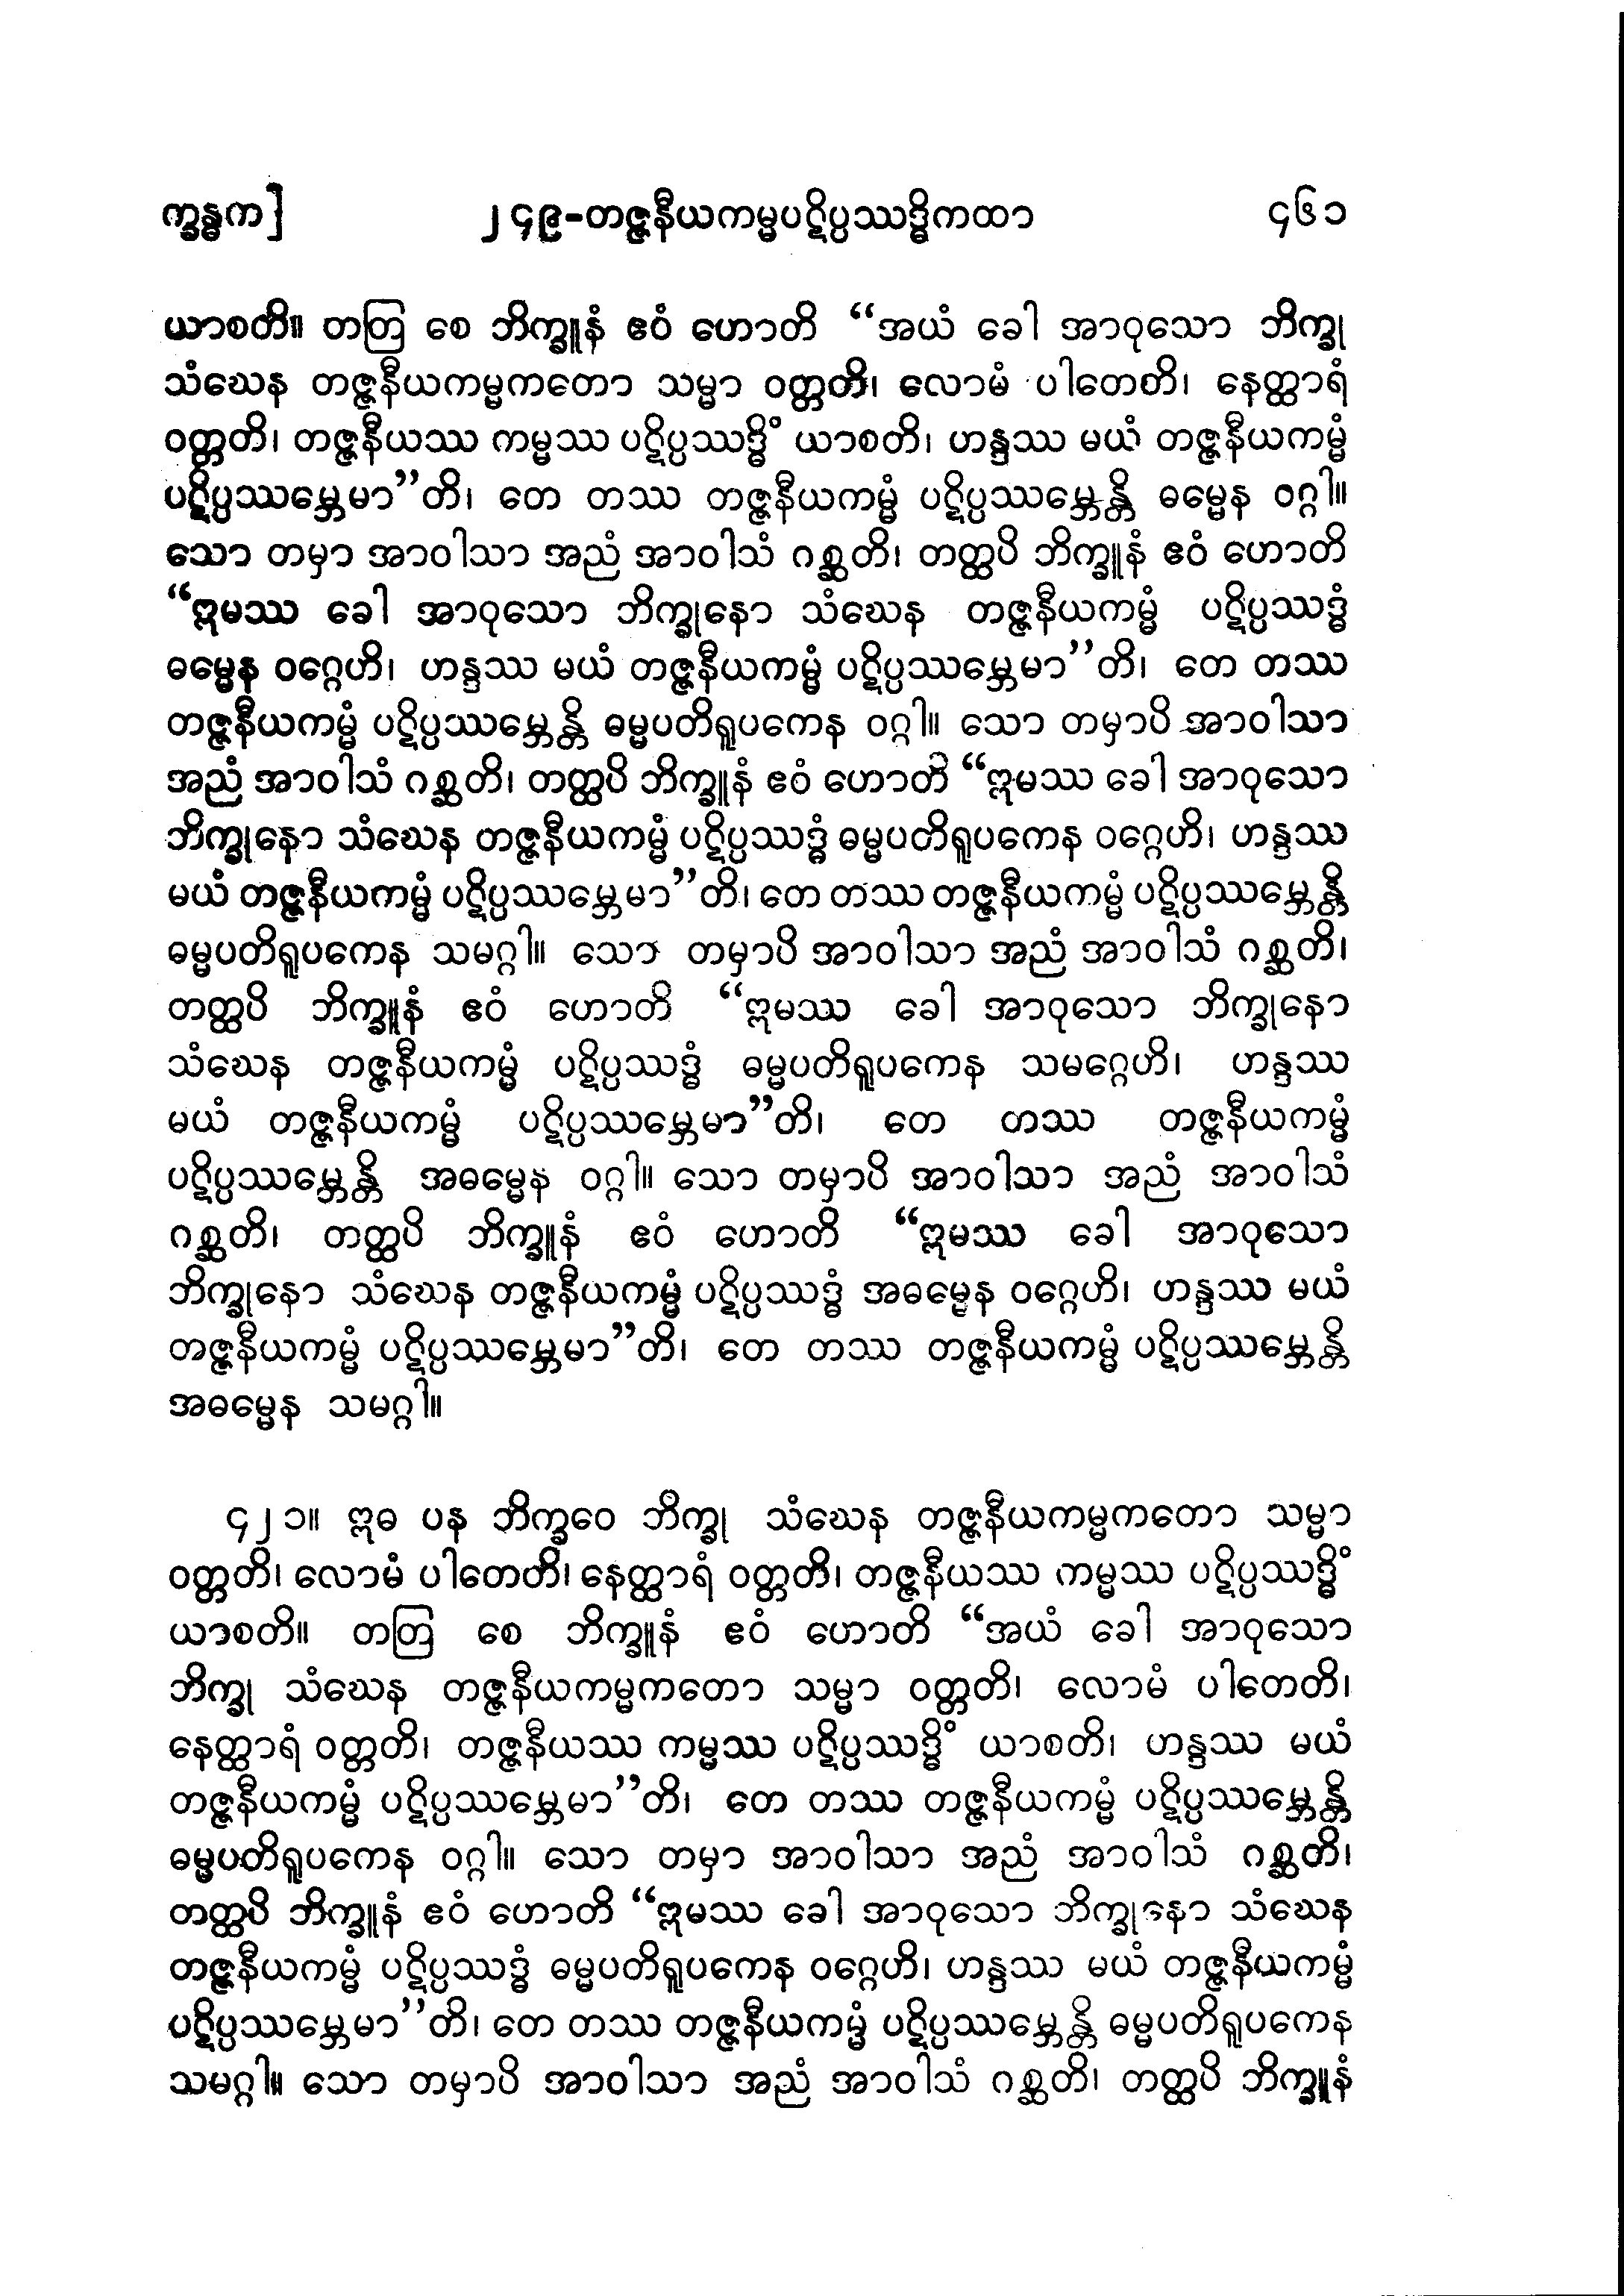 က္ခန္ဓက]
၂၄၉-တဇ္ဇနီယကမ္မပဋိပ္ပဿဒ္ဓိကထာ
၄၆၁
ယာစတိ။ တတြ စေ ဘိက္ခူနံ ဧဝံ ဟောတိ “အယံ ခေါ အာဝုသော ဘိက္ခု
သံဃေန တဇ္ဇနီယကမ္မကတော သမ္မာ ဝတ္တတိ၊ လောမံ ပါတေတိ၊ နေတ္ထာရံ
ဝတ္တတိ၊ တဇ္ဇနီယဿ ကမ္မဿ ပဋိပ္ပဿဒ္ဓိံ ယာစတိ၊ ဟန္ဒဿ မယံ တဇ္ဇနီယကမ္မံ
ပဋိပ္ပဿမ္ဘေမာ”တိ၊ တေ တဿ တဇ္ဇနီယကမ္မံ ပဋိပ္ပဿမ္ဘေန္တိ ဓမ္မေန ဝဂ္ဂါ။
သော တမှာ အာဝါသာ အညံ အာဝါသံ ဂစ္ဆတိ၊ တတ္ထပိ ဘိက္ခူနံ ဧဝံ ဟောတိ
“ဣမဿ ခေါ အာဝုသော ဘိက္ခုနော သံဃေန တဇ္ဇနီယကမ္မံ ပဋိပ္ပဿဒ္ဓံ
ဓမ္မေန ဝဂ္ဂေဟိ၊ ဟန္ဒဿ မယံ တဇ္ဇနီယကမ္မံ ပဋိပ္ပဿမ္ဘေမာ”တိ၊ တေ တဿ
တဇ္ဇနီယကမ္မံ ပဋိပ္ပဿမ္ဘေန္တိ ဓမ္မပတိရူပကေန ဝဂ္ဂါ။ သော တမှာပိ အာဝါသာ
အညံ အာဝါသံ ဂစ္ဆတိ၊ တတ္ထပိ ဘိက္ခူနံ ဧဝံ ဟောတိ “ဣမဿ ခေါ အာဝုသော
ဘိက္ခုနော သံဃေန တဇ္ဇနီယကမ္မံ ပဋိပ္ပဿဒ္ဓံ ဓမ္မပတိရူပကေန ဝဂ္ဂေဟိ၊ ဟန္ဒဿ
မယံ တဇ္ဇနီယကမ္မံ ပဋိပ္ပဿမ္ဘေမာ”တိ၊ တေ တဿ တဇ္ဇနီယကမ္မံ ပဋိပ္ပဿမ္ဘေန္တိ
ဓမ္မပတိရူပကေန သမဂ္ဂါ။ သော တမှာပိ အာဝါသာ အညံ အာဝါသံ ဂစ္ဆတိ၊
တတ္ထပိ ဘိက္ခူနံ ဧဝံ ဟောတိ “ဣမဿ ခေါ အာဝုသော ဘိက္ခုနော
သံဃေန တဇ္ဇနီယကမ္မံ ပဋိပ္ပဿဒ္ဓံ ဓမ္မပတိရူပကေန သမဂ္ဂေဟိ၊ ဟန္ဒဿ
မယံ တဇ္ဇနီယကမ္မံ ပဋိပ္ပဿမ္ဘေမာ”တိ၊ တေ တဿ တဇ္ဇနီယကမ္မံ
ပဋိပ္ပဿမ္ဘေန္တိ အဓမ္မေန ဝဂ္ဂါ။ သော တမှာပိ အာဝါသာ အညံ အာဝါသံ
ဂစ္ဆတိ၊ တတ္ထပိ ဘိက္ခူနံ ဧဝံ ဟောတိ “ဣမဿ ခေါ အာဝုသော
ဘိက္ခုနော သံဃေန တဇ္ဇနီယကမ္မံ ပဋိပ္ပဿဒ္ဓံ အဓမ္မေန ဝဂ္ဂေဟိ၊ ဟန္ဒဿ မယံ
တဇ္ဇနီယကမ္မံ ပဋိပ္ပဿမ္ဘေမာ”တိ၊ တေ တဿ တဇ္ဇနီယကမ္မံ ပဋိပ္ပဿမ္ဘေန္တိ
အဓမ္မေန သမဂ္ဂါ။
၄၂၁။ ဣဓ ပန ဘိက္ခဝေ ဘိက္ခု သံဃေန တဇ္ဇနီယကမ္မကတော သမ္မာ
ဝတ္တတိ၊ လောမံ ပါတေတိ၊ နေတ္ထာရံ ဝတ္တတိ၊ တဇ္ဇနီယဿ ကမ္မဿ ပဋိပ္ပဿဒ္ဓိံ
ယာစတိ။ တတြ စေ ဘိက္ခူနံ ဧဝံ ဟောတိ “အယံ ခေါ အာဝုသော
ဘိက္ခု သံဃေန တဇ္ဇနီယကမ္မကတော သမ္မာ ဝတ္တတိ၊ လောမံ ပါတေတိ၊
နေတ္ထာရံ ဝတ္တတိ၊ တဇ္ဇနီယဿ ကမ္မဿ ပဋိပ္ပဿဒ္ဓိံ ယာစတိ၊ ဟန္ဒဿ မယံ
တဇ္ဇနီယကမ္မံ ပဋိပ္ပဿမ္ဘေမာ”တိ၊ တေ တဿ တဇ္ဇနီယကမ္မံ ပဋိပ္ပဿမ္ဘေန္တိ
ဓမ္မပတိရူပကေန ဝဂ္ဂါ။ သော တမှာ အာဝါသာ အညံ အာဝါသံ ဂစ္ဆတိ၊
တတ္ထပိ ဘိက္ခူနံ ဧဝံ ဟောတိ “ဣမဿ ခေါ အာဝုသော ဘိက္ခုနော သံဃေန
တဇ္ဇနီယကမ္မံ ပဋိပ္ပဿဒ္ဓံ ဓမ္မပတိရူပကေန ဝဂ္ဂေဟိ၊ ဟန္ဒဿ မယံ တဇ္ဇနီယကမ္မံ
ပဋိပ္ပဿမ္ဘေမာ”တိ၊ တေ တဿ တဇ္ဇနီယကမ္မံ ပဋိပ္ပဿမ္ဘေန္တိ ဓမ္မပတိရူပကေန
သမဂ္ဂါ။ သော တမှာပိ အာဝါသာ အညံ အာဝါသံ ဂစ္ဆတိ၊ တတ္ထပိ ဘိက္ခူနံ